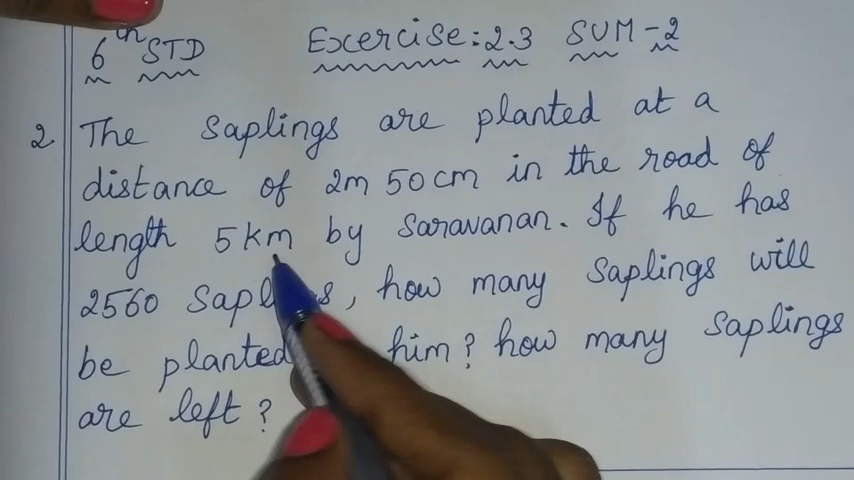 6th STD Exercise: 2.3 SUM-2
2. The Saplings are planted at a
distance of 2m 50cm in the road of
length 5km by Saravanan. If he has
2560 Saplings, how many Saplings will
be planted him? how many Saplings
are left?